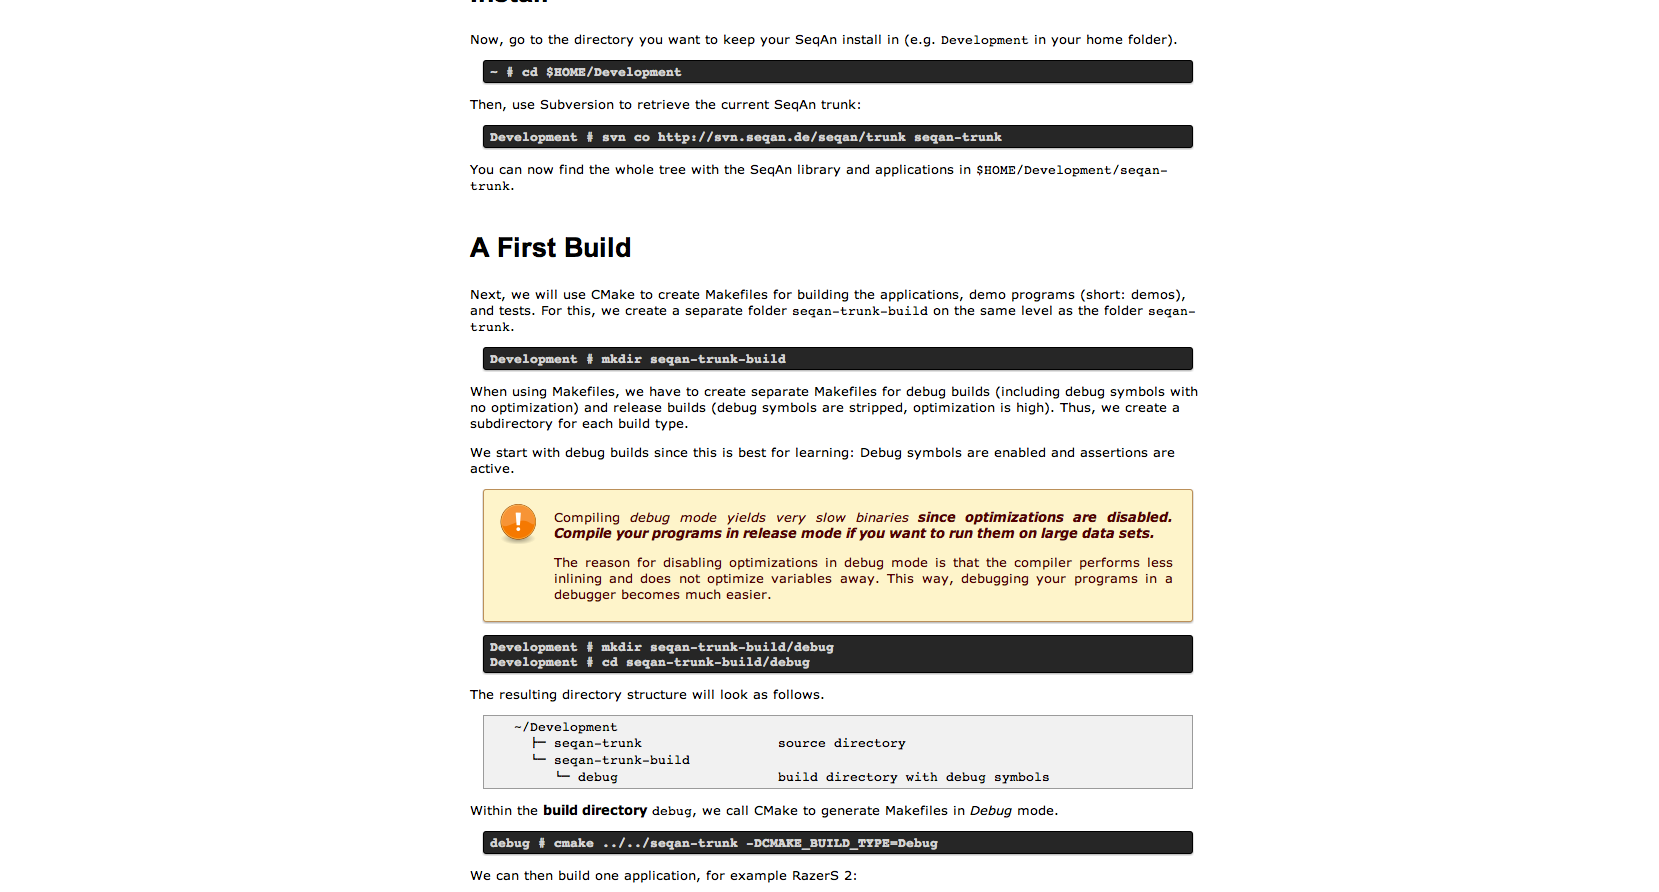 Install
Now, go to the directory you want to keep your SeqAn install in (e.g. Development in your home folder).
~ # cd $HOME/Development
Then, use Subversion to retrieve the current SeqAn trunk:
Development # svn co http://svn.seqan.de/seqan/trunk seqan-trunk
You can now find the whole tree with the SeqAn library and applications in $HOME/Development/seqan-
trunk.
A First Build
Next, we will use CMake to create Makefiles for building the applications, demo programs (short: demos),
and tests. For this, we create a separate folder seqan-trunk-build on the same level as the folder seqan-
trunk.
Development # mkdir seqan-trunk-build
When using Makefiles, we have to create separate Makefiles for debug builds (including debug symbols with
no optimization) and release builds (debug symbols are stripped, optimization is high). Thus, we create a
subdirectory for each build type.
We start with debug builds since this is best for learning: Debug symbols are enabled and assertions are
active.
Compiling debug mode yields very slow binaries since optimizations are disabled.
Compile your programs in release mode if you want to run them on large data sets.
The reason for disabling optimizations in debug mode is that the compiler performs less
inlining and does not optimize variables away. This way, debugging your programs in a
debugger becomes much easier.
Development # mkdir seqan-trunk-build/debug
Development # cd seqan-trunk-build/debug
The resulting directory structure will look as follows.
~/Development
├─ seqan-trunk source directory
└─ seqan-trunk-build
└─ debug build directory with debug symbols
Within the build directory debug, we call CMake to generate Makefiles in Debug mode.
debug # cmake ../../seqan-trunk -DCMAKE_BUILD_TYPE=Debug
We can then build one application, for example RazerS 2: